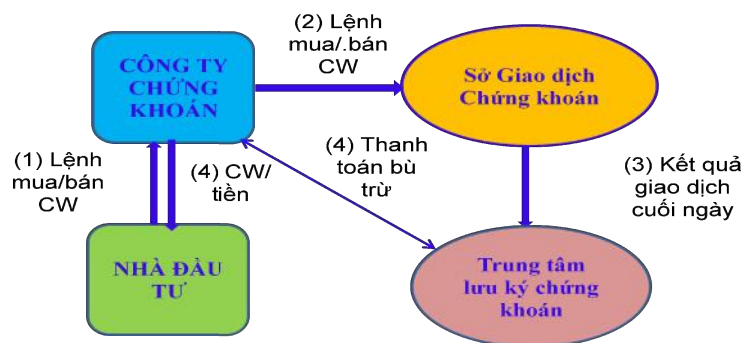 (2) Lệnh
mua/.bán
CW
CÔNG TY
CHỨNG
KHOÁN
Sở Giao dịch
Chứng khoán
(1) Lệnh
mua/bán
CW
(4) CW/
tiền
(4) Thanh
toán bù
trừ
(3) Kết quả
giao dịch
cuối ngày
NHÀ ĐẦU
TƯ
Trung tâm
lưu ký chứng
khoán